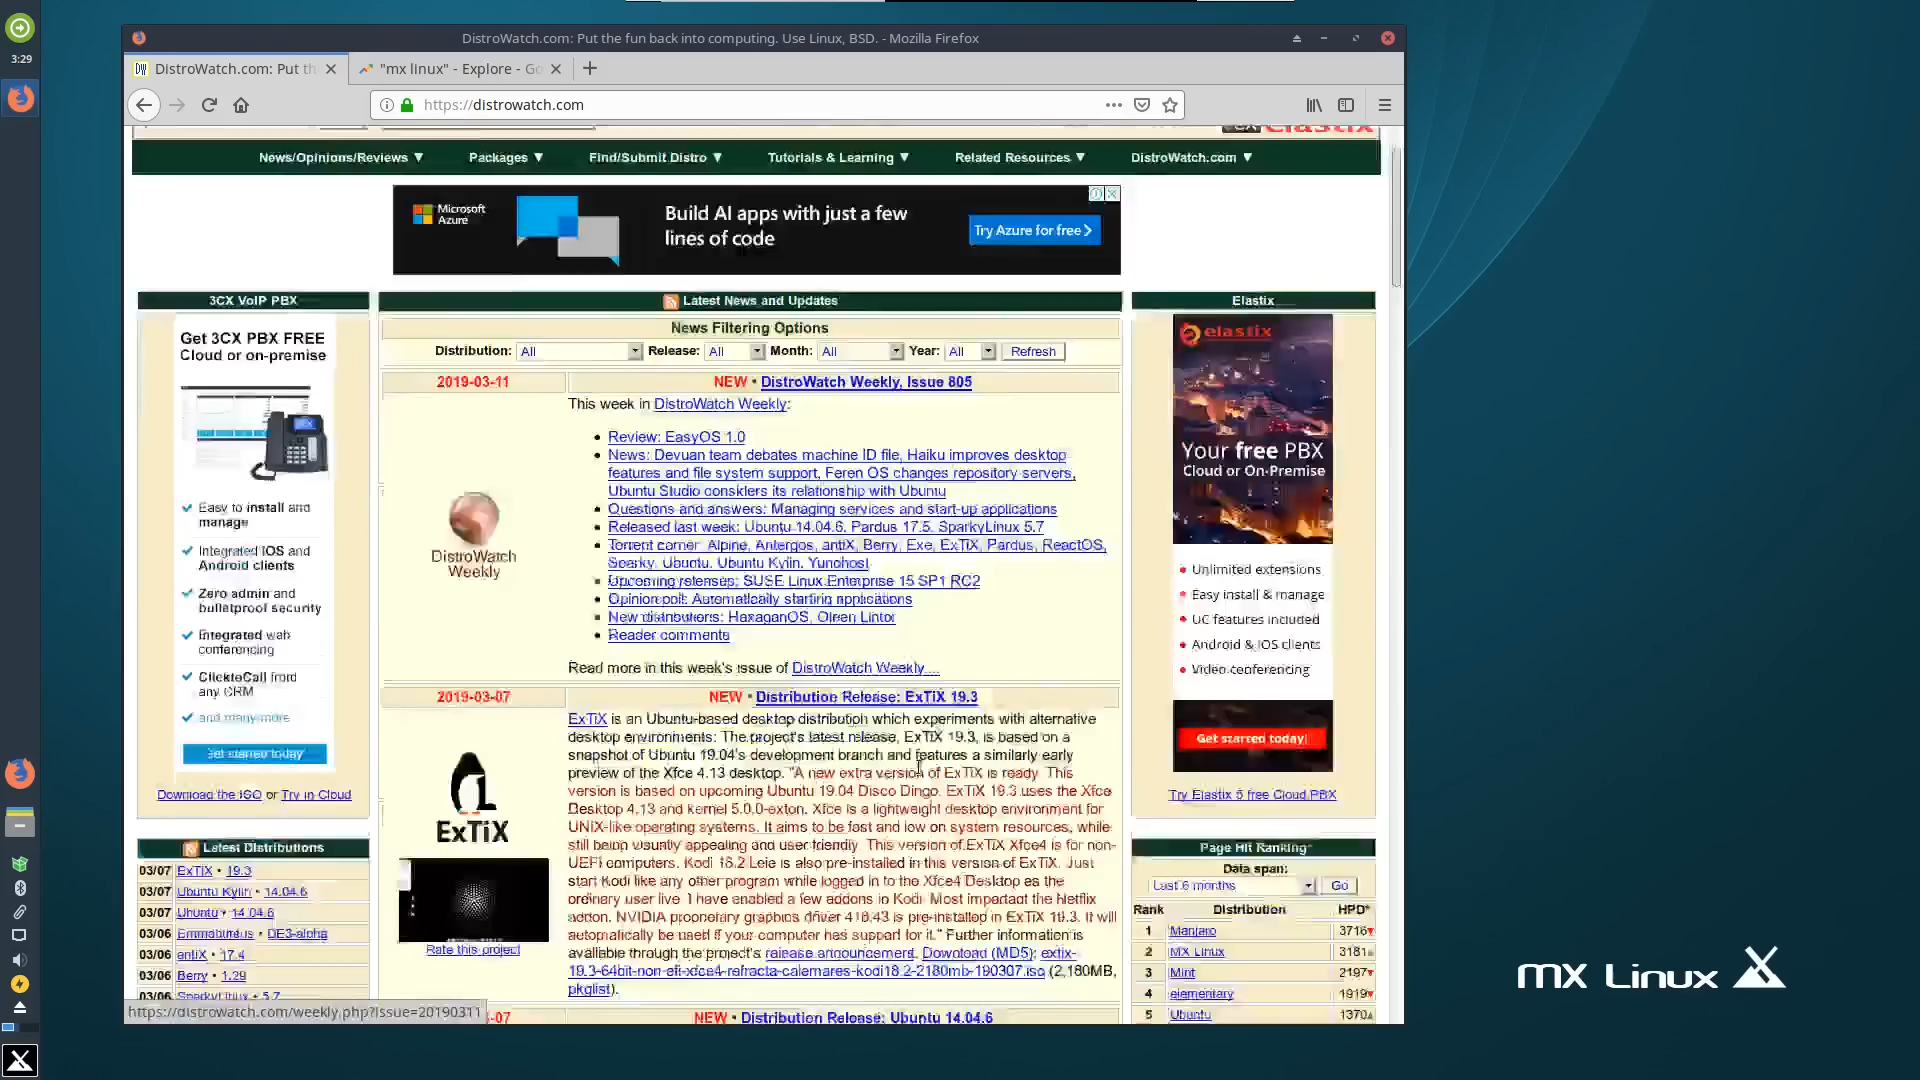 3:29
DistroWatch.com: Put the fun back into computing. Use Linux, BSD. - Mozilla Firefox
DistroWatch.com: Put th
"mx linux" - Explore - Go
https://distrowatch.com
Elastix
News/Opinions/Reviews ▼ Packages ▼ Find/Submit Distro ▼ Tutorials & Learning ▼ Related Resources ▼ DistroWatch.com ▼
Microsoft
Azure
Build AI apps with just a few
lines of code
Try Azure for free
3CX VoIP PBX
Get 3CX PBX FREE
Cloud or on-premise
Easy to install and
manage
Integrated iOS and
Android clients
Zero admin and
bulletproof security
Integrated web
conferencing
Click to Call from
any CRM
and many more
Get started today
Download the ISO or Try in Cloud
Latest Distributions
03/07 ExTiX • 19.3
03/07 Ubuntu Kylin • 14.04.6
03/07 Ubuntu • 14.04.6
03/06 Emmabuntus • DE3-alpha
03/06 antiX • 17.4
03/06 Berry • 1.29
03/06 SparkyLinux • 5.7
https://distrowatch.com/weekly.php?issue=20190311
Latest News and Updates
News Filtering Options
Distribution: All Release: All Month: All Year: All Refresh
2019-03-11 NEW • DistroWatch Weekly, Issue 805
DistroWatch
Weekly
This week in DistroWatch Weekly:
Review: EasyOS 1.0
News: Devuan team debates machine ID file, Haiku improves desktop
features and file system support, Feren OS changes repository servers,
Ubuntu Studio considers its relationship with Ubuntu
Questions and answers: Managing services and start-up applications
Released last week: Ubuntu 14.04.6, Pardus 17.5, SparkyLinux 5.7
Torrent corner: Alpine, Antergos, antiX, Berry, Exe, ExTiX, Pardus, ReactOS,
Sparky, Ubuntu, Ubuntu Kylin, Yunohost
Upcoming releases: SUSE Linux Enterprise 15 SP1 RC2
Opinion poll: Automatically starting applications
New distributions: HaxaganOS,
Reader comments
Read more in this week's issue of DistroWatch Weekly....
2019-03-07 NEW • Distribution Release: ExTiX 19.3
ExTiX
Rate this project
ExTiX is an Ubuntu-based desktop distribution which experiments with alternative
desktop environments: The project's latest release, ExTiX 19.3, is based on a
snapshot of Ubuntu 19.04's development branch and features a similarly early
preview of the Xfce 4.13 desktop. "A new extra version of ExTiX is ready. This
version is based on upcoming Ubuntu 19.04 Disco Dingo. ExTiX 19.3 uses the Xfce
Desktop 4.13 and kernel 5.0.0-exton. Xfce is a lightweight desktop environment for
UNIX-like operating systems. It aims to be fast and low on system resources, while
still being visually appealing and user friendly. This version of ExTiX Xfce4 is for non-
UEFI computers. Kodi 18.2 Leia is also pre-installed in this version of ExTiX. Just
start Kodi like any other program while logged in to the Xfce4 Desktop as the
ordinary user live. I have enabled a few addons in Kodi. Most important the Netflix
addon. NVIDIA proprietary graphics driver 418.43 is pre-installed in ExTiX 19.3. It will
automatically be used if your computer has support for it." Further information is
available through the project's release announcement. Download (MD5): extix-
19.3-64bit-non-efi-xfce4-refracta-calamares-kodi18.2-2180mb-190307.iso (2,180MB,
pkglist).
-07 NEW • Distribution Release: Ubuntu 14.04.6
Elastix
elastix
Your free PBX
Cloud or On-Premise
Unlimited extensions
Easy install & manage
UC features included
Android & iOS clients
Video conferencing
Get started today!
Try Elastix 5 free Cloud PBX
Page Hit Ranking
Data span:
Last 6 months Go
Rank Distribution HPD*
1 Manjaro 3716
2 MX Linux 3181
3 Mint 2197
4 elementary 1919
5 Ubuntu 1370
mx Linux